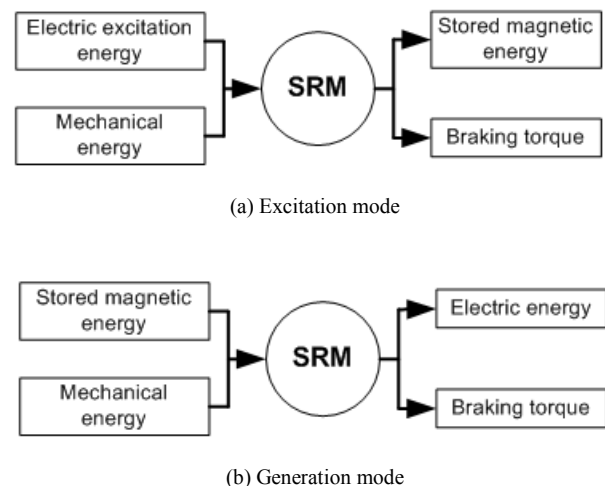 Electric excitation
energy
Mechanical
energy
SRM
Stored magnetic
energy
Braking torque
(a) Excitation mode
Stored magnetic
energy
Mechanical
energy
SRM
Electric energy
Braking torque
(b) Generation mode